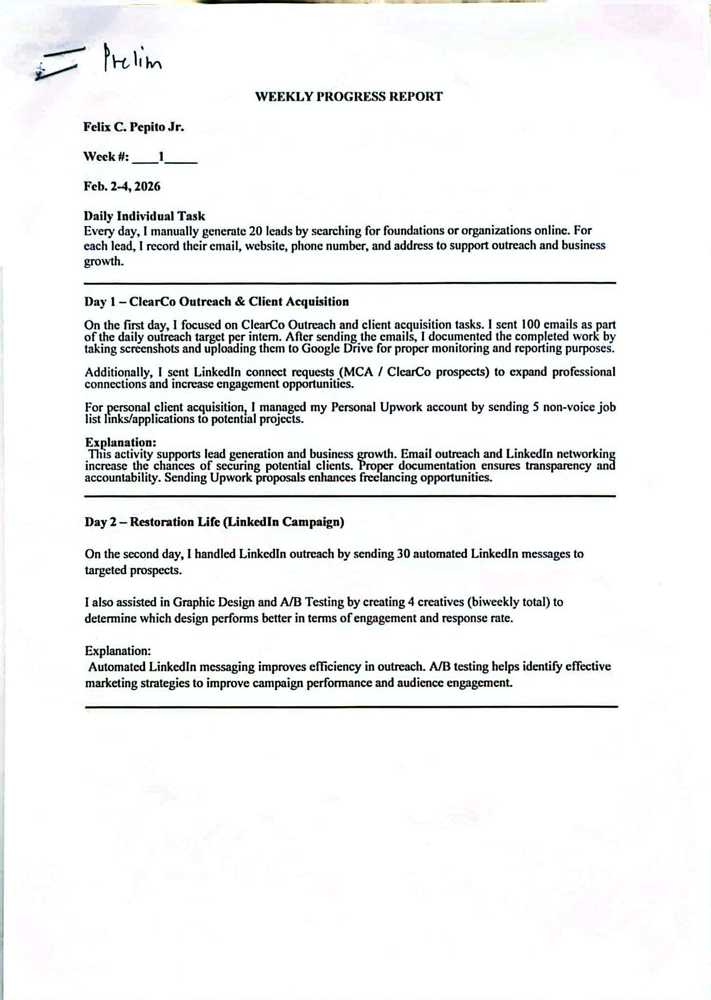 Prelim
WEEKLY PROGRESS REPORT
Felix C. Pepito Jr.
Week #: ____1_____
Feb. 2-4, 2026
Daily Individual Task
Every day, I manually generate 20 leads by searching for foundations or organizations online. For
each lead, I record their email, website, phone number, and address to support outreach and business
growth.
Day 1 – ClearCo Outreach & Client Acquisition
On the first day, I focused on ClearCo Outreach and client acquisition tasks. I sent 100 emails as part
of the daily outreach target per intern. After sending the emails, I documented the completed work by
taking screenshots and uploading them to Google Drive for proper monitoring and reporting purposes.
Additionally, I sent LinkedIn connect requests (MCA / ClearCo prospects) to expand professional
connections and increase engagement opportunities.
For personal client acquisition, I managed my Personal Upwork account by sending 5 non-voice job
list links/applications to potential projects.
Explanation:
This activity supports lead generation and business growth. Email outreach and LinkedIn networking
increase the chances of securing potential clients. Proper documentation ensures transparency and
accountability. Sending Upwork proposals enhances freelancing opportunities.
Day 2 – Restoration Life (LinkedIn Campaign)
On the second day, I handled LinkedIn outreach by sending 30 automated LinkedIn messages to
targeted prospects.
I also assisted in Graphic Design and A/B Testing by creating 4 creatives (biweekly total) to
determine which design performs better in terms of engagement and response rate.
Explanation:
Automated LinkedIn messaging improves efficiency in outreach. A/B testing helps identify effective
marketing strategies to improve campaign performance and audience engagement.